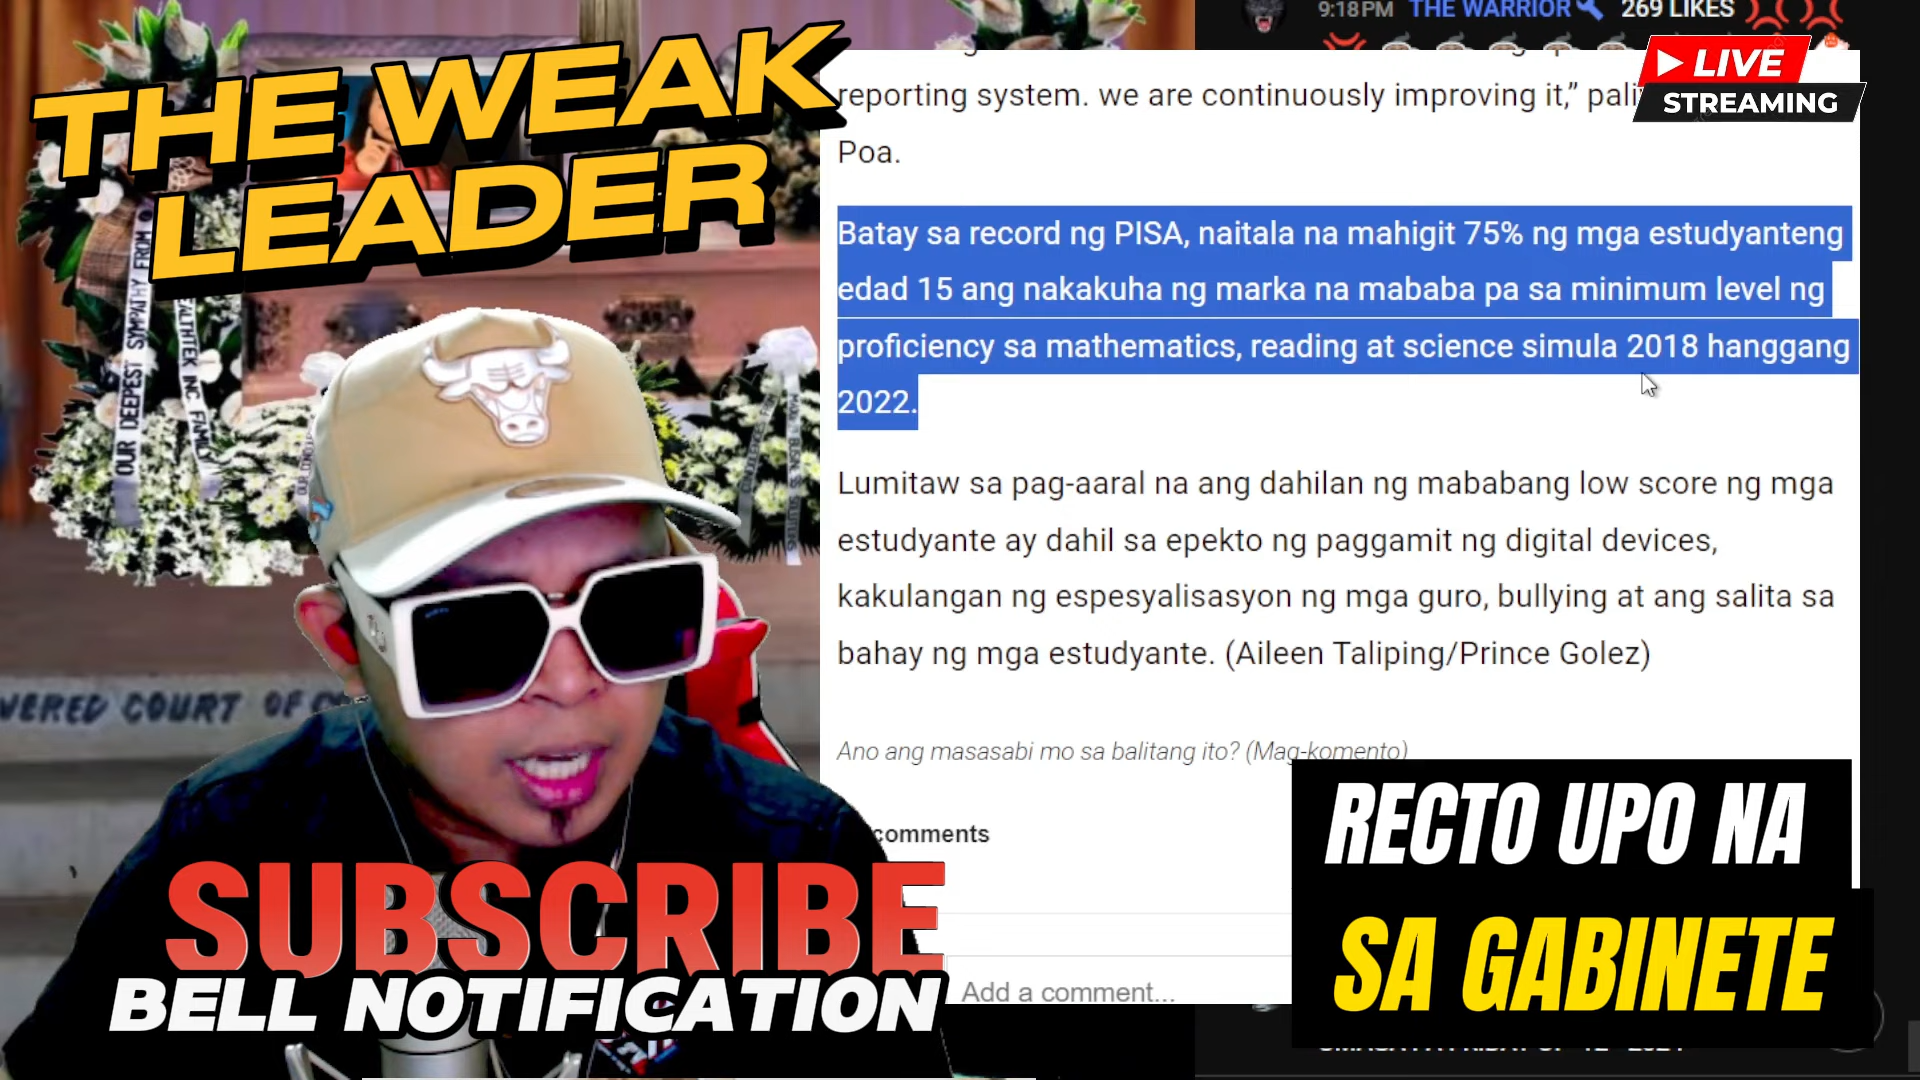 9:18PM THE WARRIOR 269 LIKES
LIVE
STREAMING
THE WEAK
LEADER
reporting system. we are continuously improving it,” pali
Poa.
Batay sa record ng PISA, naitala na mahigit 75% ng mga estudyanteng
edad 15 ang nakakuha ng marka na mababa pa sa minimum level ng
proficiency sa mathematics, reading at science simula 2018 hanggang
2022.
Lumitaw sa pag-aaral na ang dahilan ng mababang low score ng mga
estudyante ay dahil sa epekto ng paggamit ng digital devices,
kakulangan ng espesyalisasyon ng mga guro, bullying at ang salita sa
bahay ng mga estudyante. (Aileen Taliping/Prince Golez)
Ano ang masasabi mo sa balitang ito? (Mag-komento)
comments
Add a comment...
OUR DEEPEST SYMPATHY FROM
ALTHTEK INC FAMILY
VERED COURT OF
SUBSCRIBE
BELL NOTIFICATION
RECTO UPO NA
SA GABINETE